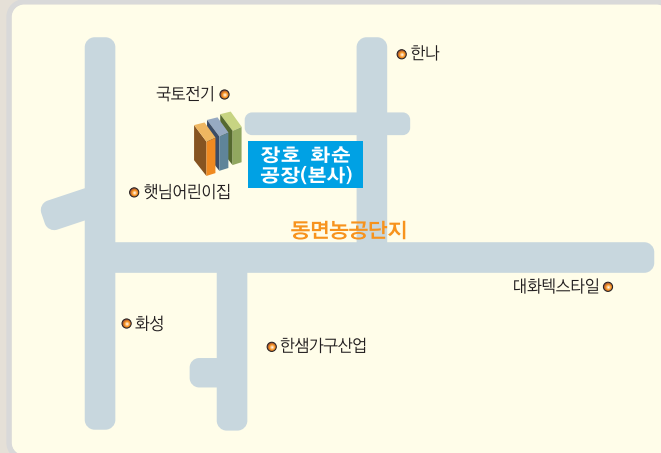 한나
국토전기
장호 화순
공장(본사)
햇님어린이집
동면농공단지
대화텍스타일
화성
한샘가구산업